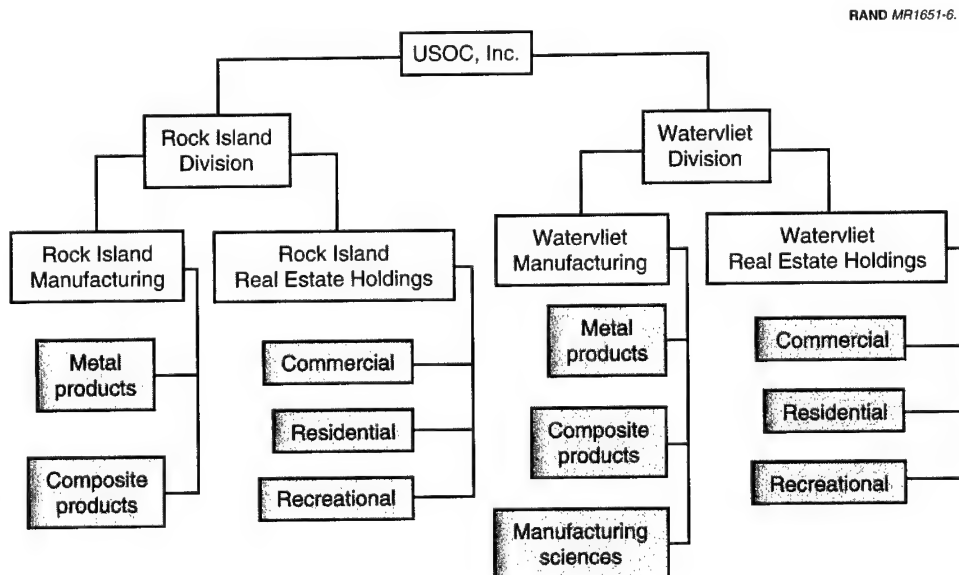 RAND MR1651-6.
USOC, Inc.
Rock Island
Division
Watervliet
Division
Rock Island
Manufacturing
Rock Island
Real Estate Holdings
Watervliet
Manufacturing
Watervliet
Real Estate Holdings
Metal
products
Composite
products
Commercial
Residential
Recreational
Metal
products
Composite
products
Manufacturing
sciences
Commercial
Residential
Recreational